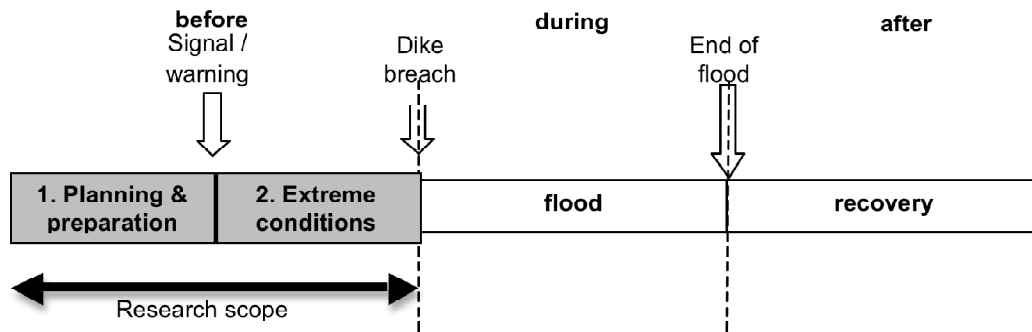 before
during
after
Signal /
warning
Dike
breach
End of
flood
1. Planning &
preparation
2. Extreme
conditions
flood
recovery
Research scope